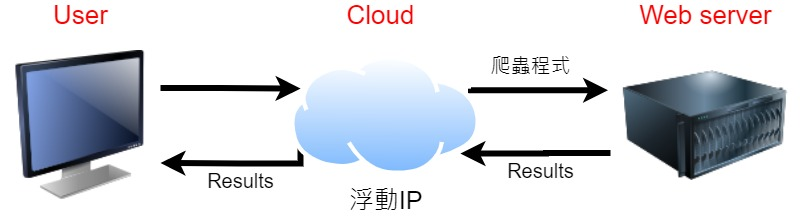 User
Cloud
Web server
爬蟲程式
Results
Results
浮動IP